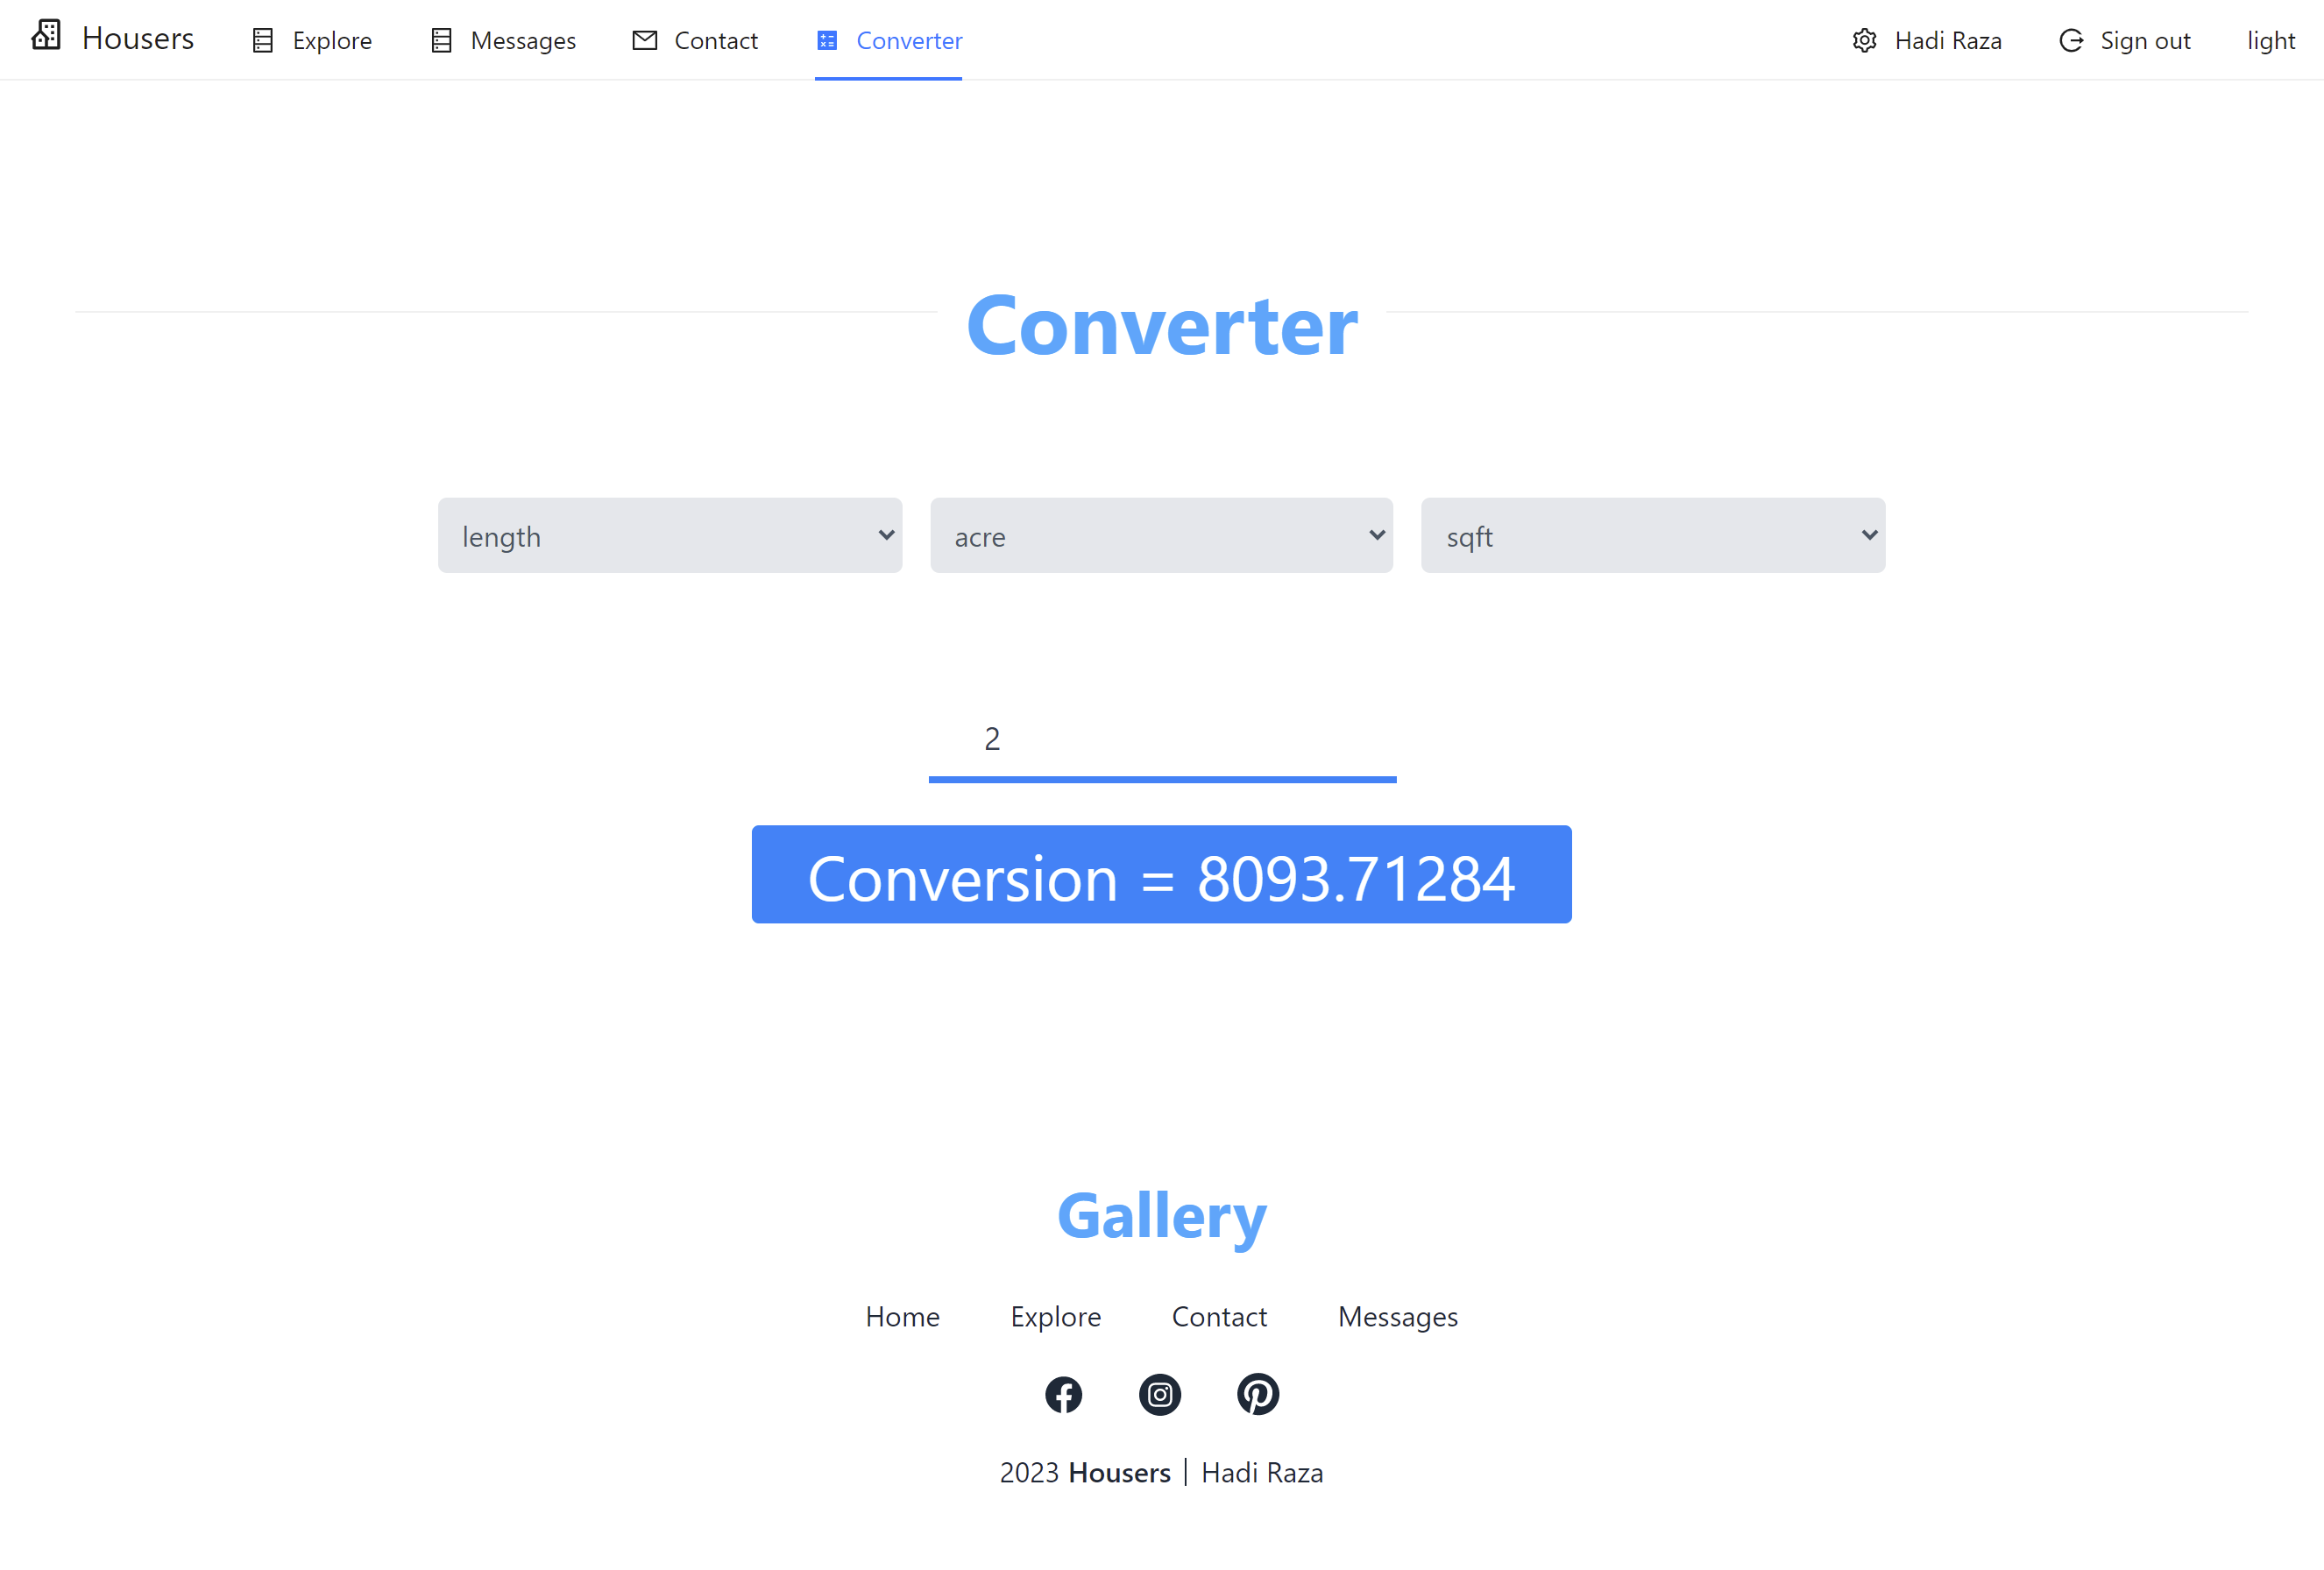 Housers Explore Messages Contact Converter Hadi Raza Sign out light
Converter
length acre sqft
2
Conversion = 8093.71284
Gallery
Home Explore Contact Messages
2023 Housers | Hadi Raza